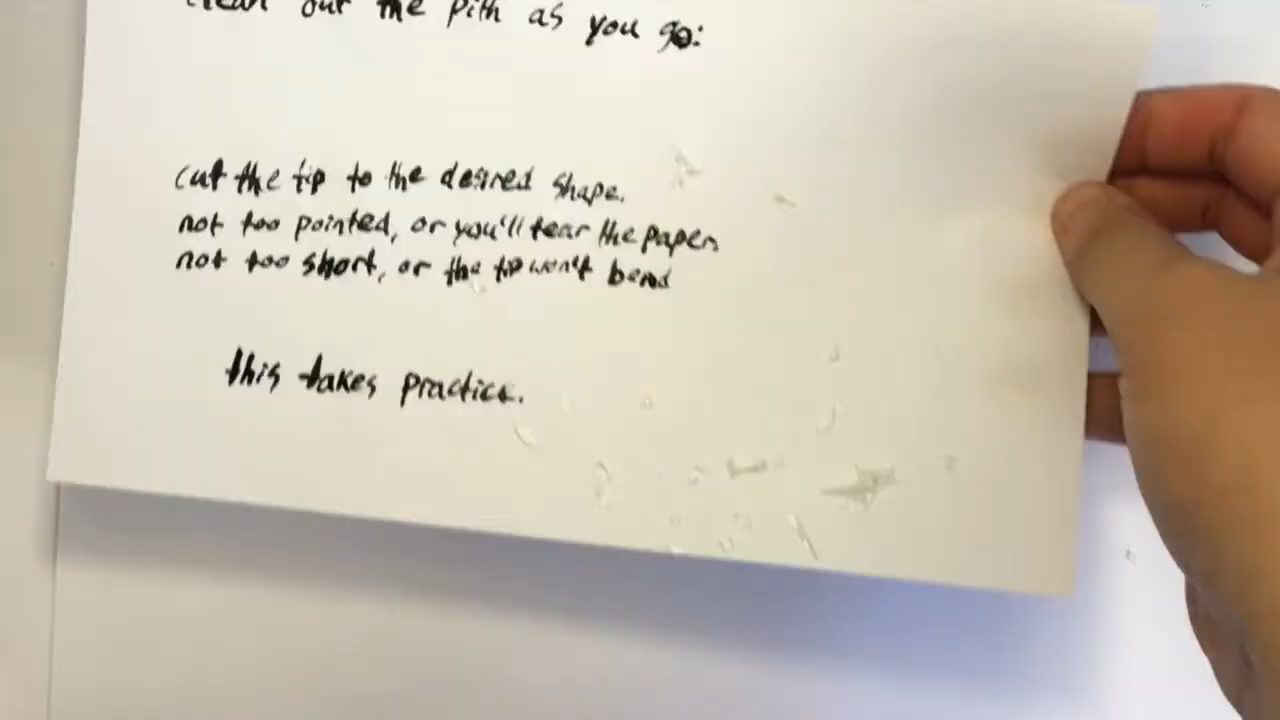 clean out the pith as you go:
cut the tip to the desired shape.
not too pointed, or you'll tear the paper,
not too short, or the tip won't bend
this takes practice.